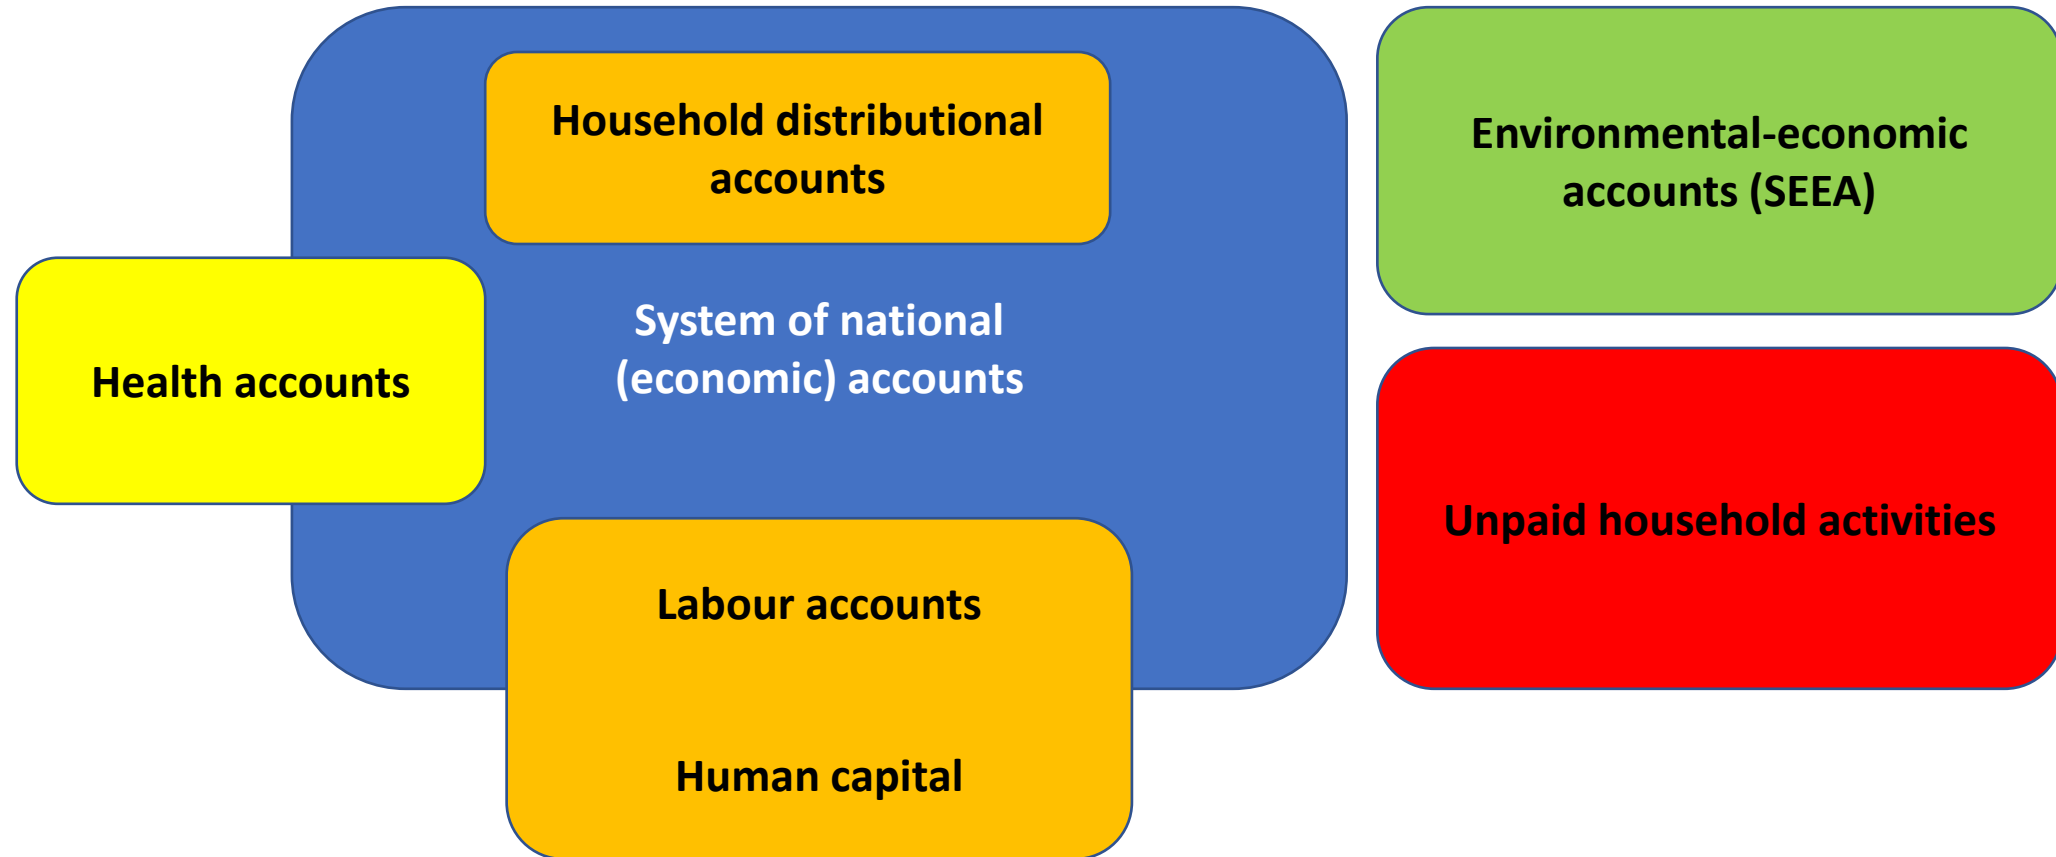 Household distributional
accounts
Environmental-economic
accounts (SEEA)
System of national
(economic) accounts
Health accounts
Unpaid household activities
Labour accounts
Human capital